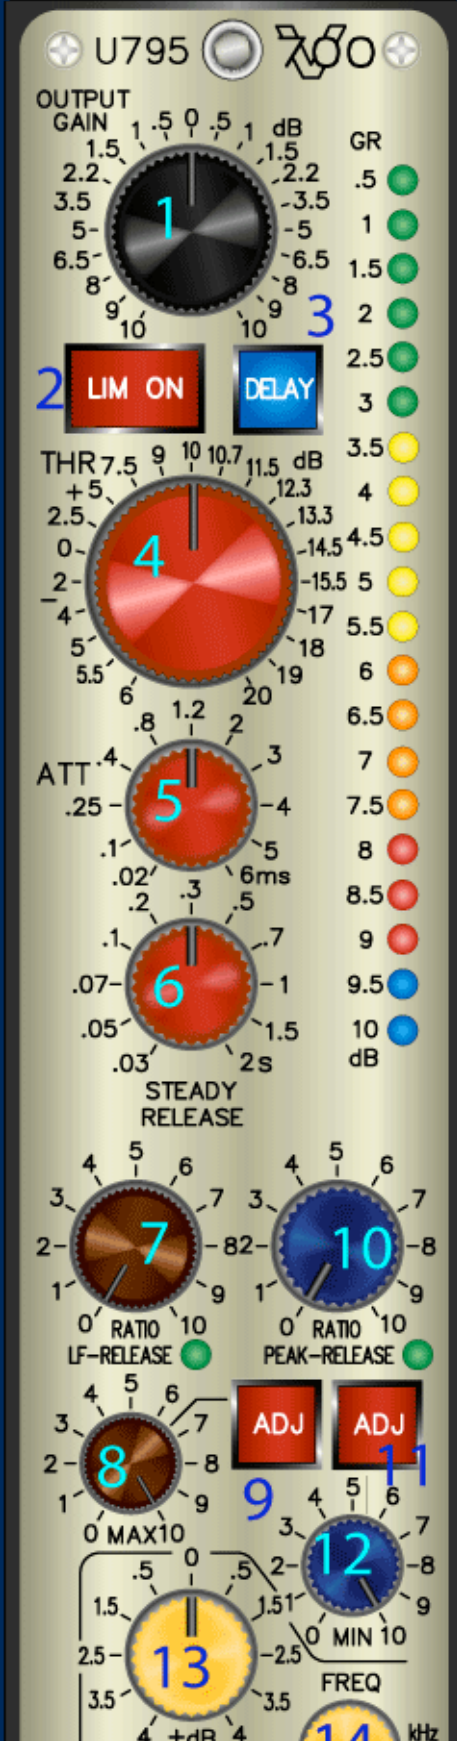 U795 700
OUTPUT
GAIN
1 .5 0 .5 1 dB
1.5 1.5
2.2 2.2
3.5 3.5
5 5
6.5 6.5
8 8
9 9
10 10
1
GR
.5
1
1.5
2
2.5
3
3.5
4
4.5
5
5.5
6
6.5
7
7.5
8
8.5
9
9.5
10
dB
3
2 LIM ON DELAY
THR 7.5 9 10 10.7 11.5 dB
+5 12.3
2.5 13.3
0 14.5
2 15.5
−
4 17
5 18
5.5 19
6 20
4
ATT
.8 1.2 2
.4 3
.25 4
.1 5
.02 6ms
5
.2 .3 .5
.1 .7
.07 1
.05 1.5
.03 2s
6
STEADY
RELEASE
4 5 6
3 7
2 8
1 9
0 RATIO 10
LF-RELEASE
7
4 5 6
3 7
2 8
1 9
0 RATIO 10
PEAK-RELEASE
10
4 5 6
3 7
2 8
1 9
0 MAX 10
8
ADJ ADJ
9 11
4 5 6
3 7
2 8
1 9
0 MIN 10
12
.5 0 .5
1.5 1.5
2.5 2.5
3.5 3.5
4 ±dB 4
13
FREQ
14 kHz